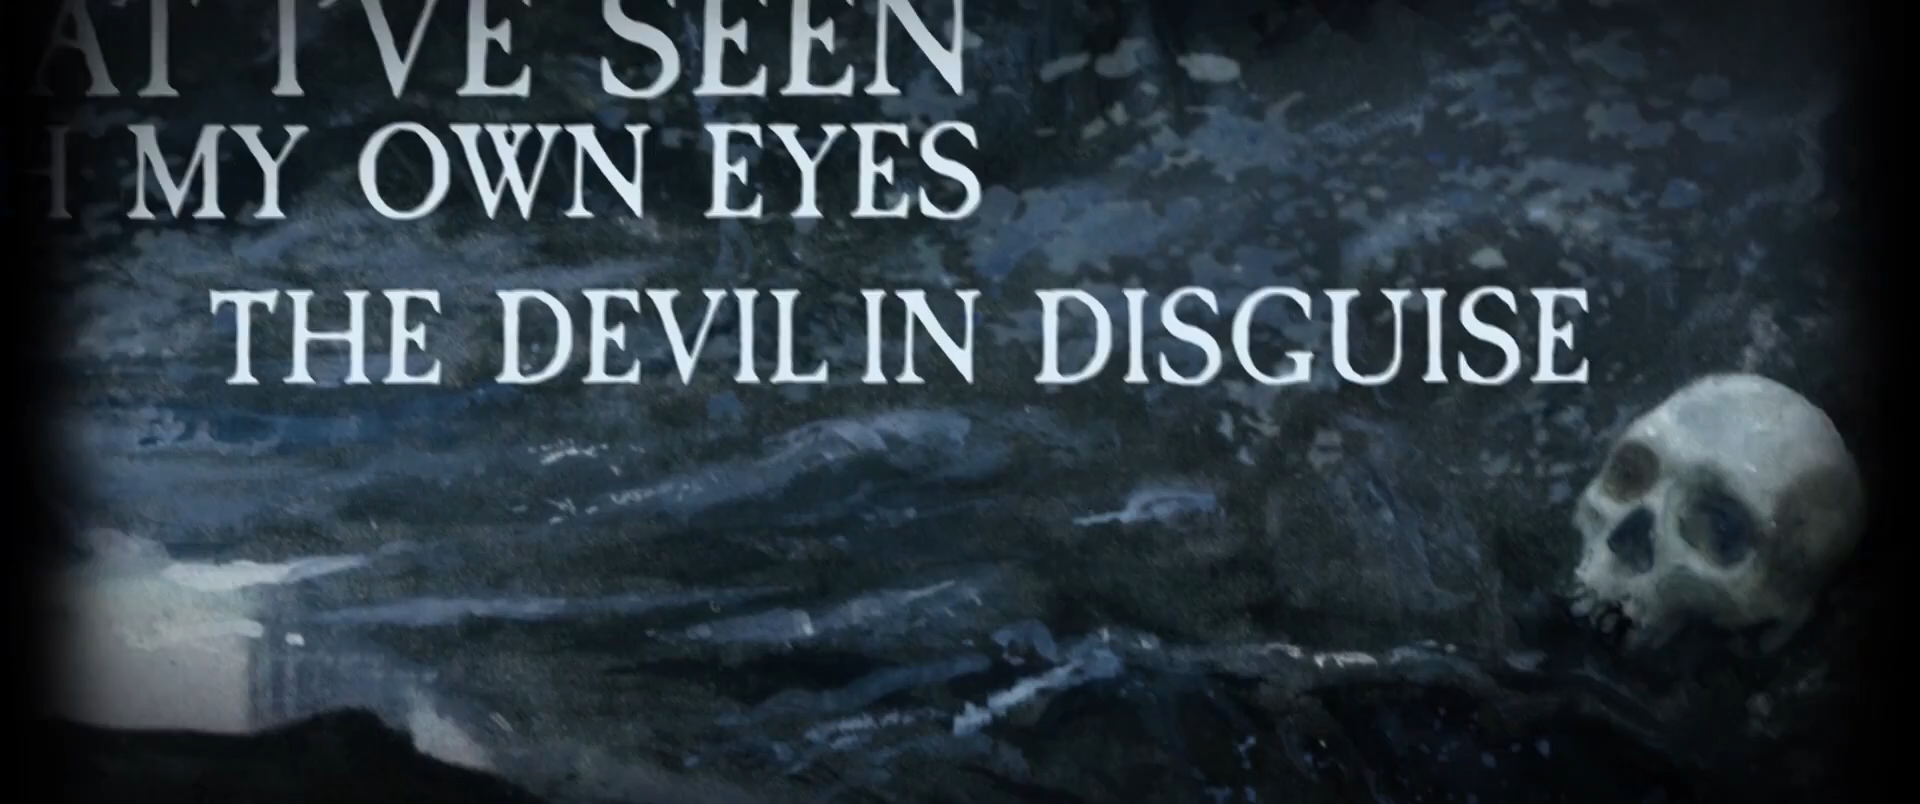 AT I'VE SEEN
H MY OWN EYES
THE DEVIL IN DISGUISE